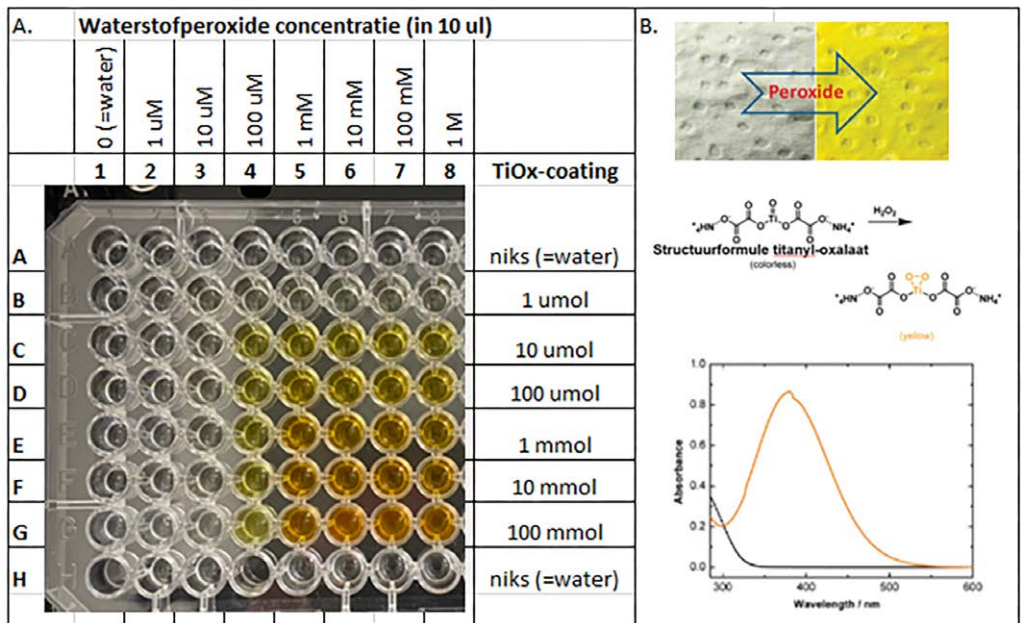 A. Waterstofperoxide concentratie (in 10 ul)
0 (=water)
1 uM
10 uM
100 uM
1 mM
10 mM
100 mM
1 M
1 2 3 4 5 6 7 8 TiOx-coating
A niks (=water)
B 1 umol
C 10 umol
D 100 umol
E 1 mmol
F 10 mmol
G 100 mmol
H niks (=water)
B.
Peroxide
H₂O₂
Structuurformule titanyl-oxalaat
(colorless)
(yellow)
Absorbance
1.0
0.8
0.6
0.4
0.2
0.0
300 400 500 600
Wavelength / nm